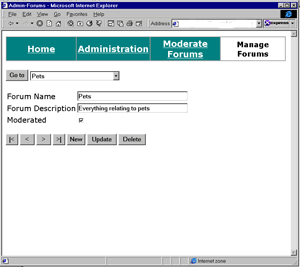 Admin-Forums - Microsoft Internet Explorer
File Edit View Go Favorites Help
Address
Home Administration Moderate Forums Manage Forums
Go to Pets
Forum Name Pets
Forum Description Everything relating to pets
Moderated
|< < > >| New Update Delete
Internet zone